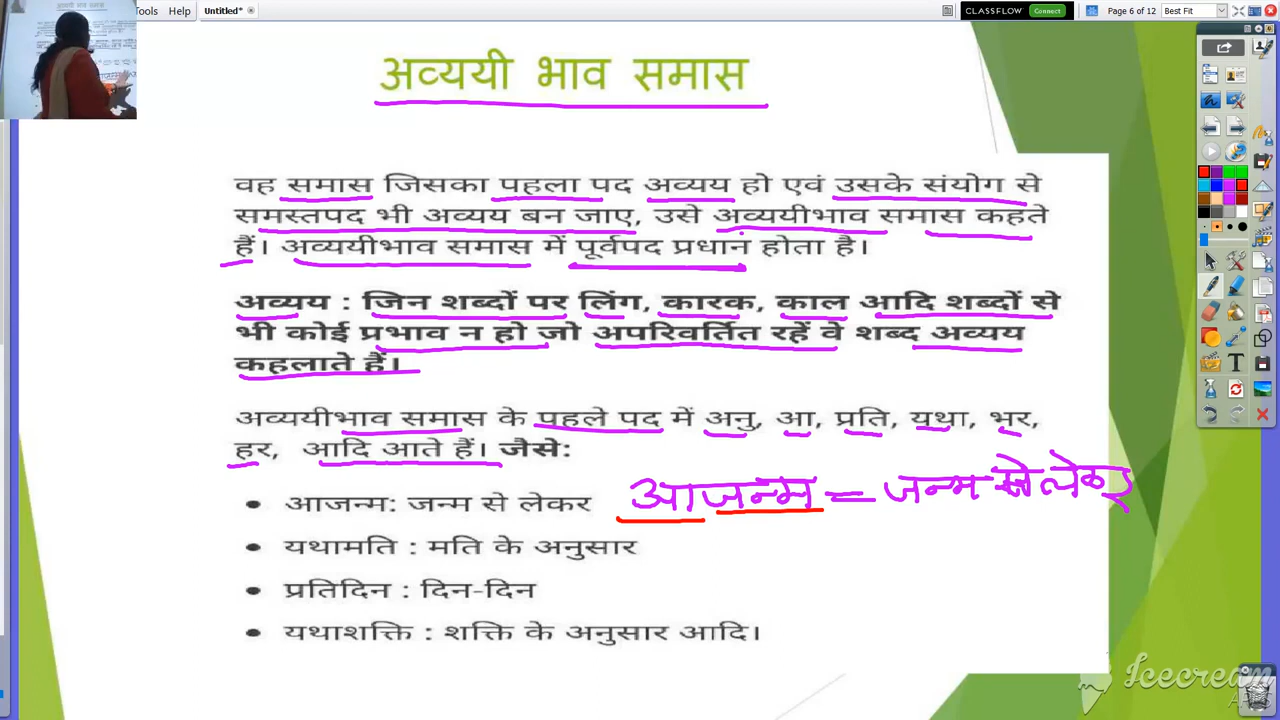 Tools Untitled* CLASSFLOW Connect Page 6 of 12 Best Fit
अव्ययी भाव समास
वह समास जिसका पहला पद अव्यय हो एवं उसके संयोग से
समस्तपद भी अव्यय बन जाए, उसे अव्ययीभाव समास कहते
हैं। अव्ययीभाव समास में पूर्वपद प्रधान होता है।
अव्यय : जिन शब्दों पर लिंग, कारक, काल आदि शब्दों से
भी कोई प्रभाव न हो जो अपरिवर्तित रहें वे शब्द अव्यय
कहलाते हैं।
अव्ययीभाव समास के पहले पद में अनु, आ, प्रति, यथा, भर,
हर, आदि आते हैं। जैसे:
आजन्म: जन्म से लेकर
आजन्म = जन्म से लेकर
यथामति : मति के अनुसार
प्रतिदिन : दिन-दिन
यथाशक्ति : शक्ति के अनुसार आदि।
Icecream
APPS